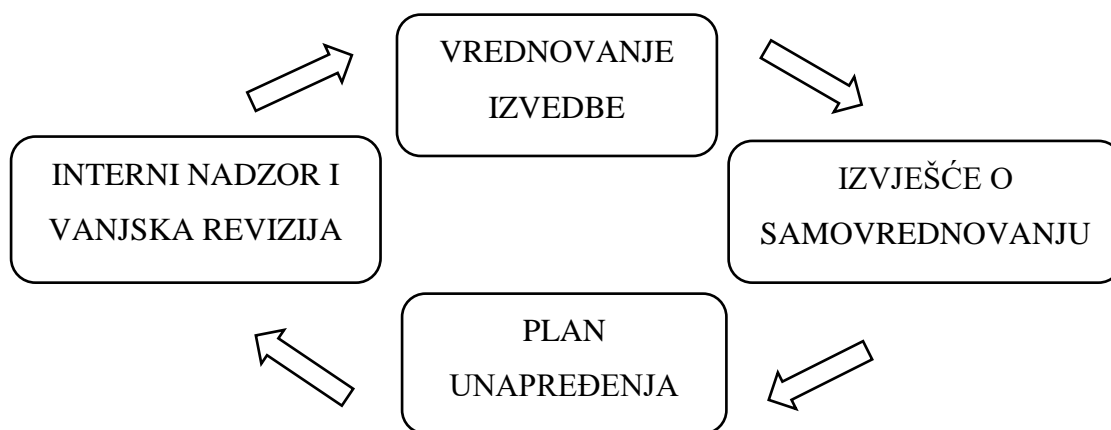 VREDNOVANJE
IZVEDBE
INTERNI NADZOR I
VANJSKA REVIZIJA
IZVJEŠĆE O
SAMOVREDNOVANJU
PLAN
UNAPREĐENJA